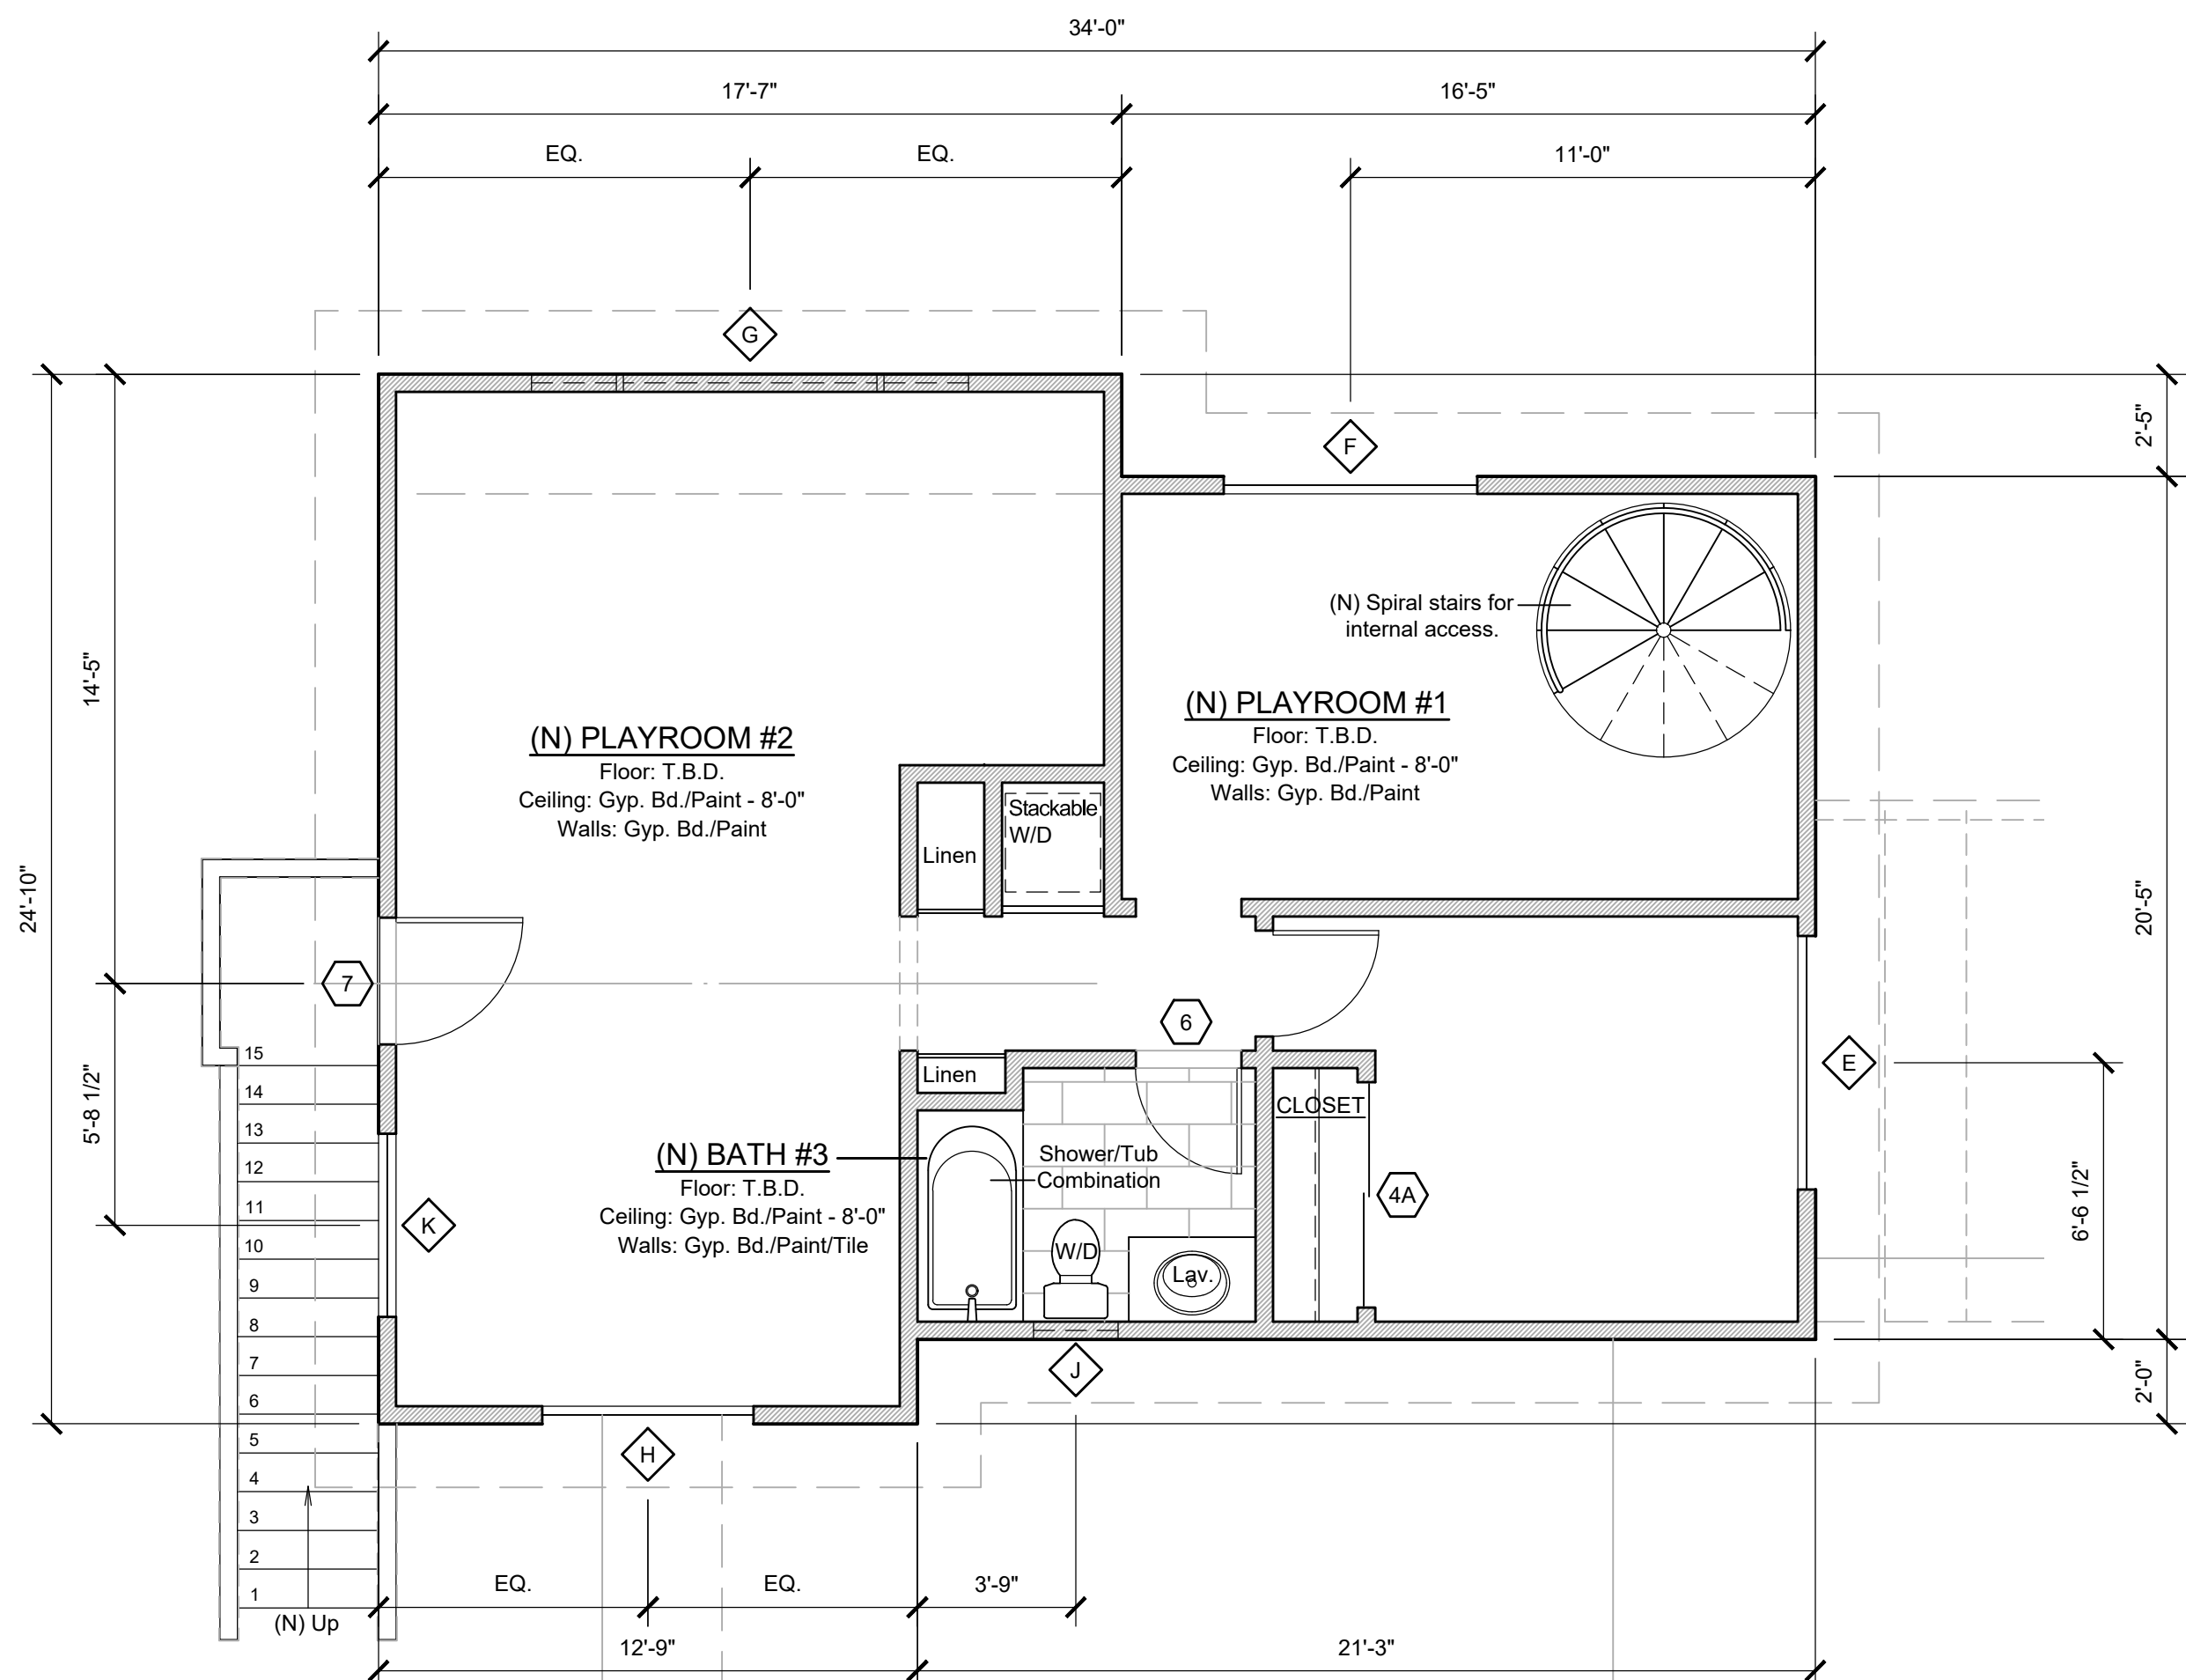 34'-0"
17'-7"
16'-5"
EQ.
EQ.
11'-0"
G
F
2'-5"
(N) Spiral stairs for
internal access.
14'-5"
(N) PLAYROOM #1
Floor: T.B.D.
Ceiling: Gyp. Bd./Paint - 8'-0"
Walls: Gyp. Bd./Paint
(N) PLAYROOM #2
Floor: T.B.D.
Ceiling: Gyp. Bd./Paint - 8'-0"
Walls: Gyp. Bd./Paint
Stackable
W/D
Linen
24'-10"
20'-5"
7
6
E
15
14
13
12
11
10
9
8
7
6
5
4
3
2
1
(N) Up
5'-8 1/2"
Linen
CLOSET
(N) BATH #3
Floor: T.B.D.
Ceiling: Gyp. Bd./Paint - 8'-0"
Walls: Gyp. Bd./Paint/Tile
Shower/Tub
Combination
4A
K
W/D
Lav.
6'-6 1/2"
J
2'-0"
H
EQ.
EQ.
3'-9"
12'-9"
21'-3"